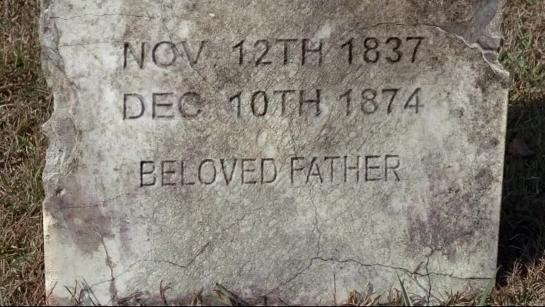 NOV 12TH 1837
DEC 10TH 1874
BELOVED FATHER